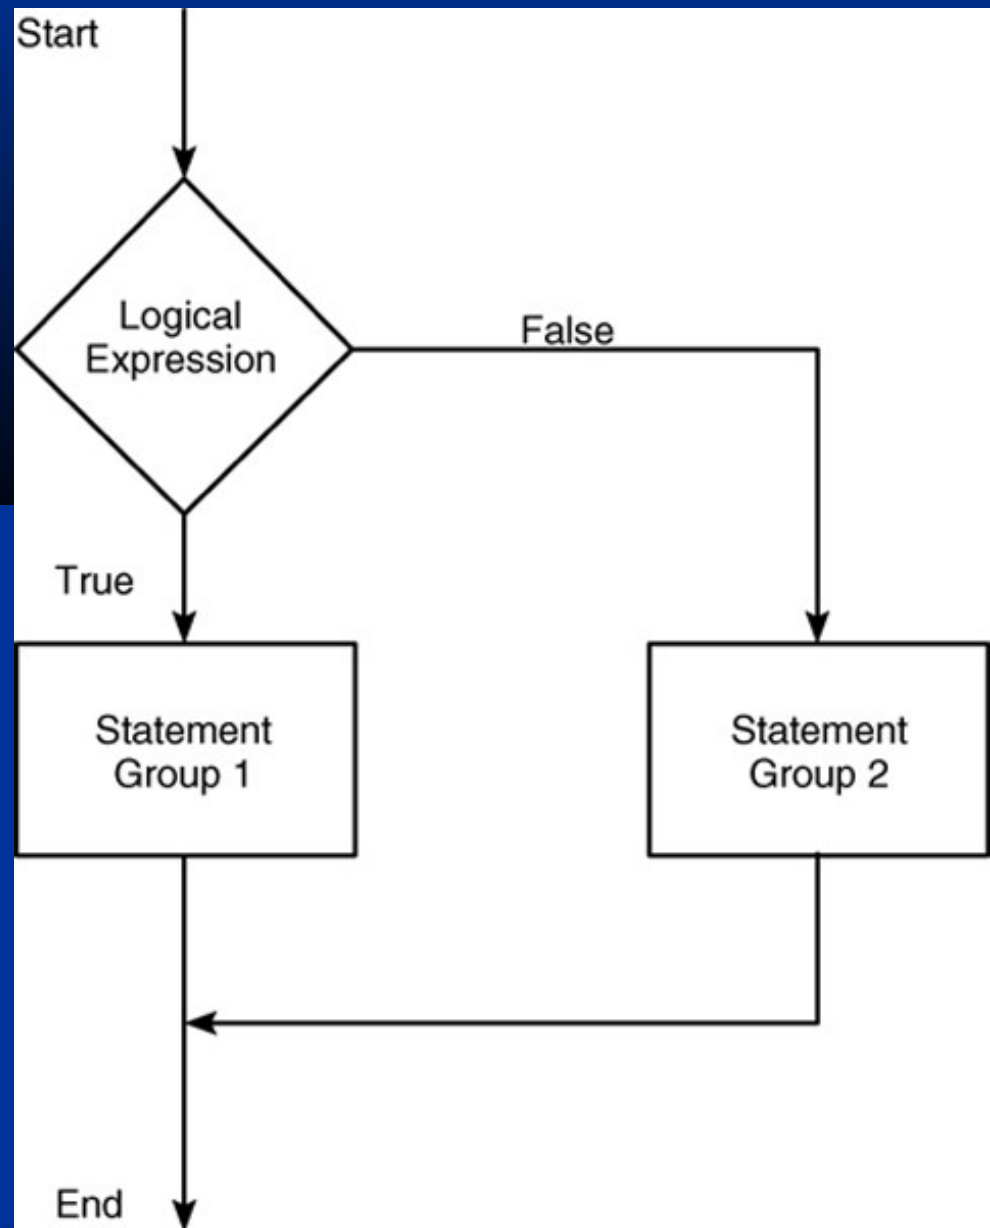 Start
Logical
Expression
False
True
Statement
Group 1
Statement
Group 2
End